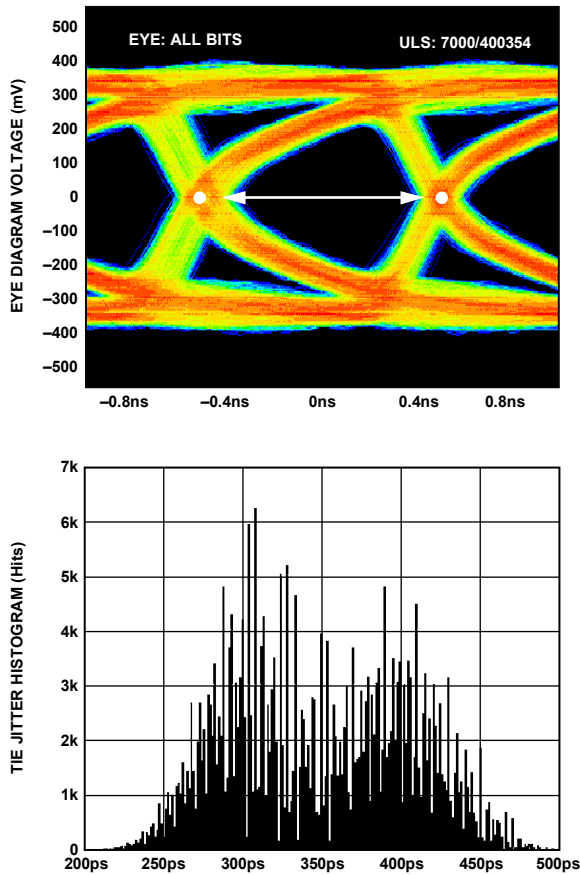 EYE: ALL BITS
ULS: 7000/400354
EYE DIAGRAM VOLTAGE (mV)
500
400
300
200
100
0
–100
–200
–300
–400
–500
–0.8ns
–0.4ns
0ns
0.4ns
0.8ns
TIE JITTER HISTOGRAM (Hits)
7k
6k
5k
4k
3k
2k
1k
0
200ps
250ps
300ps
350ps
400ps
450ps
500ps